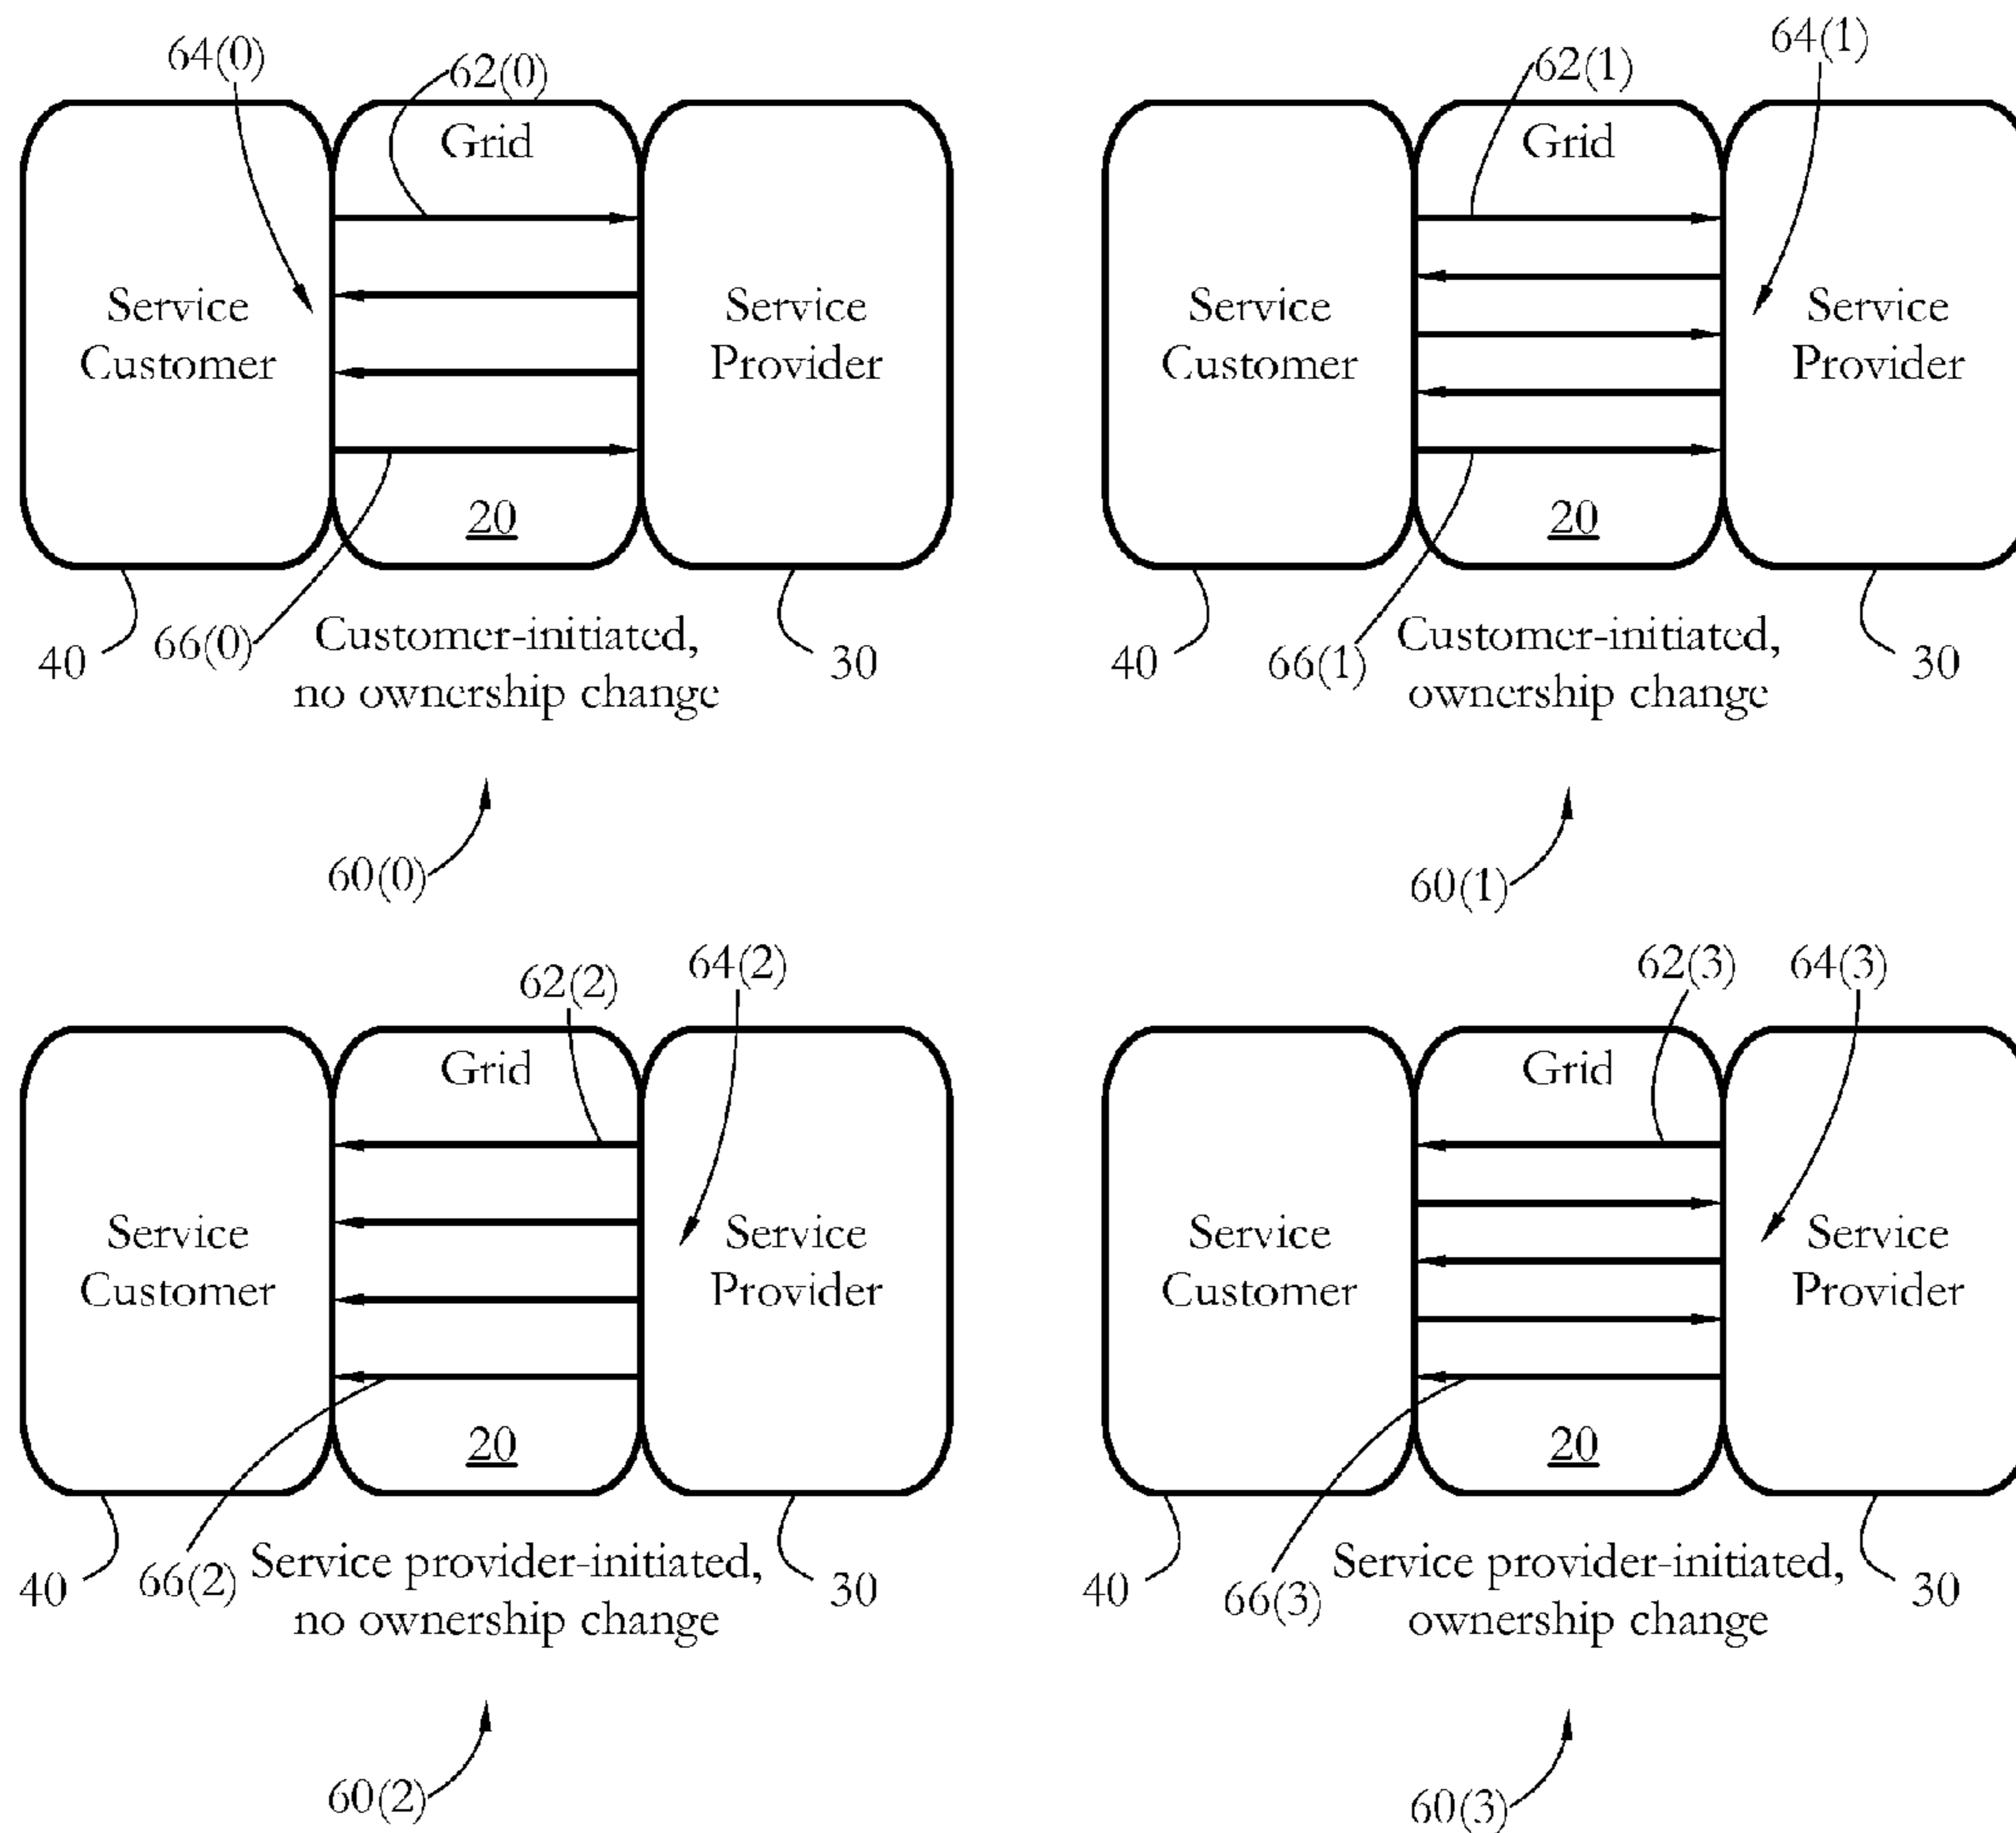 64(0)
62(0)
Grid
Service
Customer
Service
Provider
20
40
66(0)
30
Customer-initiated,
no ownership change
60(0)
62(1)
64(1)
Grid
Service
Customer
Service
Provider
20
40
66(1)
30
Customer-initiated,
ownership change
60(1)
62(2)
64(2)
Grid
Service
Customer
Service
Provider
20
40
66(2)
30
Service provider-initiated,
no ownership change
60(2)
62(3)
64(3)
Grid
Service
Customer
Service
Provider
20
40
66(3)
30
Service provider-initiated,
ownership change
60(3)